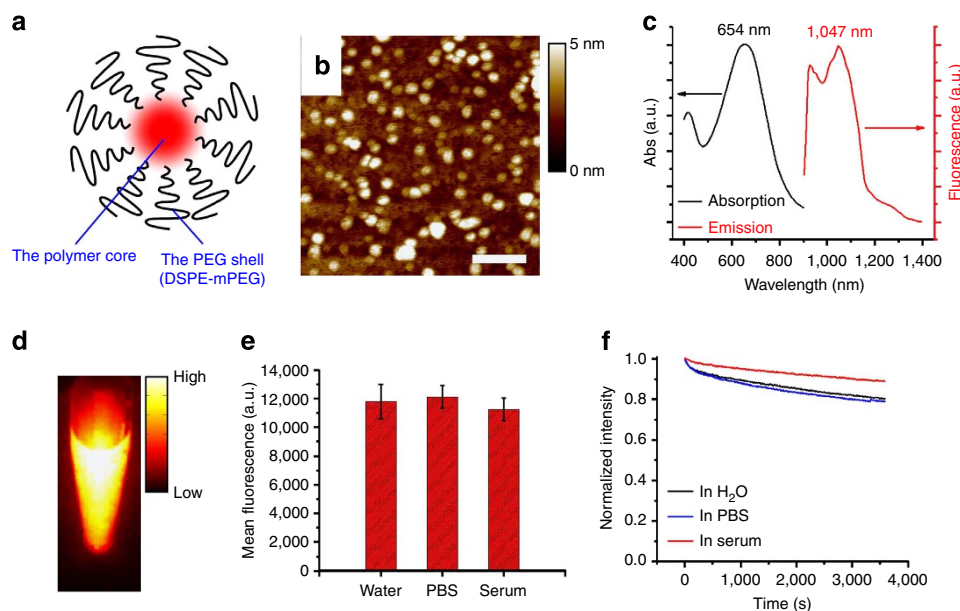 a
The polymer core
The PEG shell
(DSPE-mPEG)
b
5 nm
0 nm
c
654 nm
1,047 nm
Abs (a.u.)
Fluorescence (a.u.)
Absorption
Emission
400 600 800 1,000 1,200 1,400
Wavelength (nm)
d
High
Low
e
14,000
12,000
10,000
8,000
6,000
4,000
2,000
0
Mean fluorescence (a.u.)
Water PBS Serum
f
1.0
0.8
0.6
0.4
0.2
0.0
Normalized intensity
In H₂O
In PBS
In serum
0 1,000 2,000 3,000 4,000
Time (s)